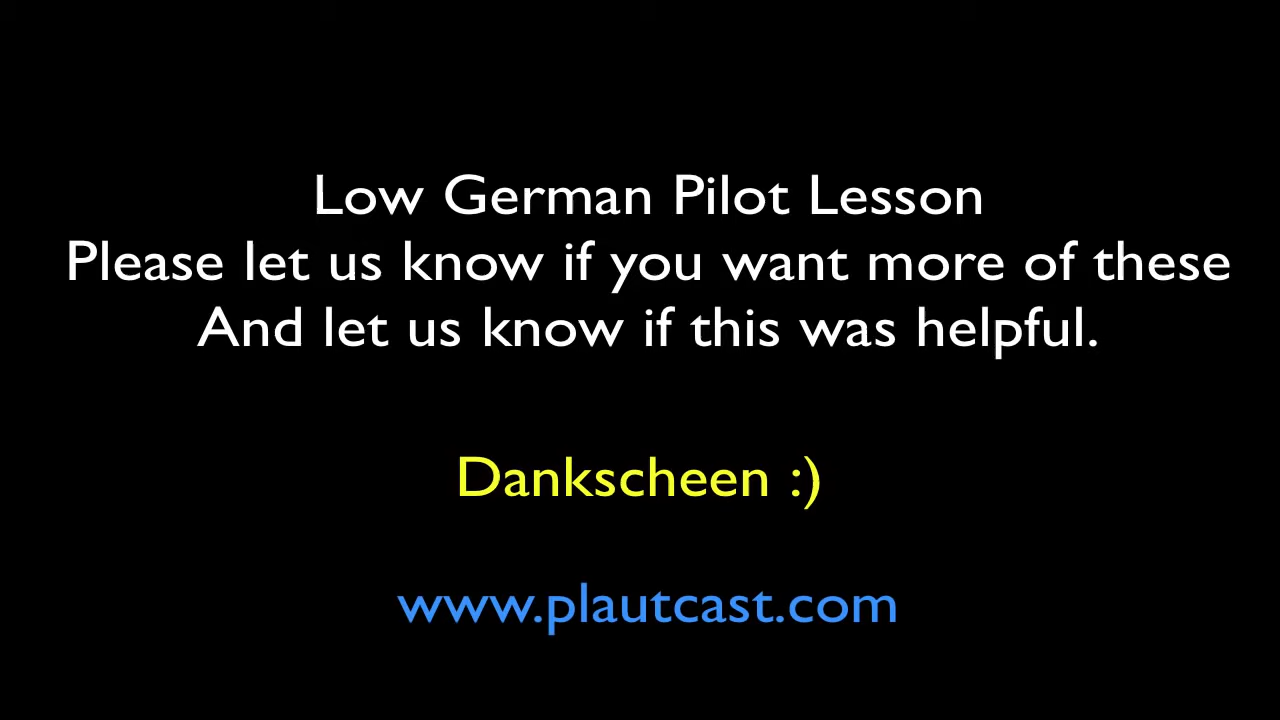 Low German Pilot Lesson
Please let us know if you want more of these
And let us know if this was helpful.
Dankscheen :)
www.plautcast.com